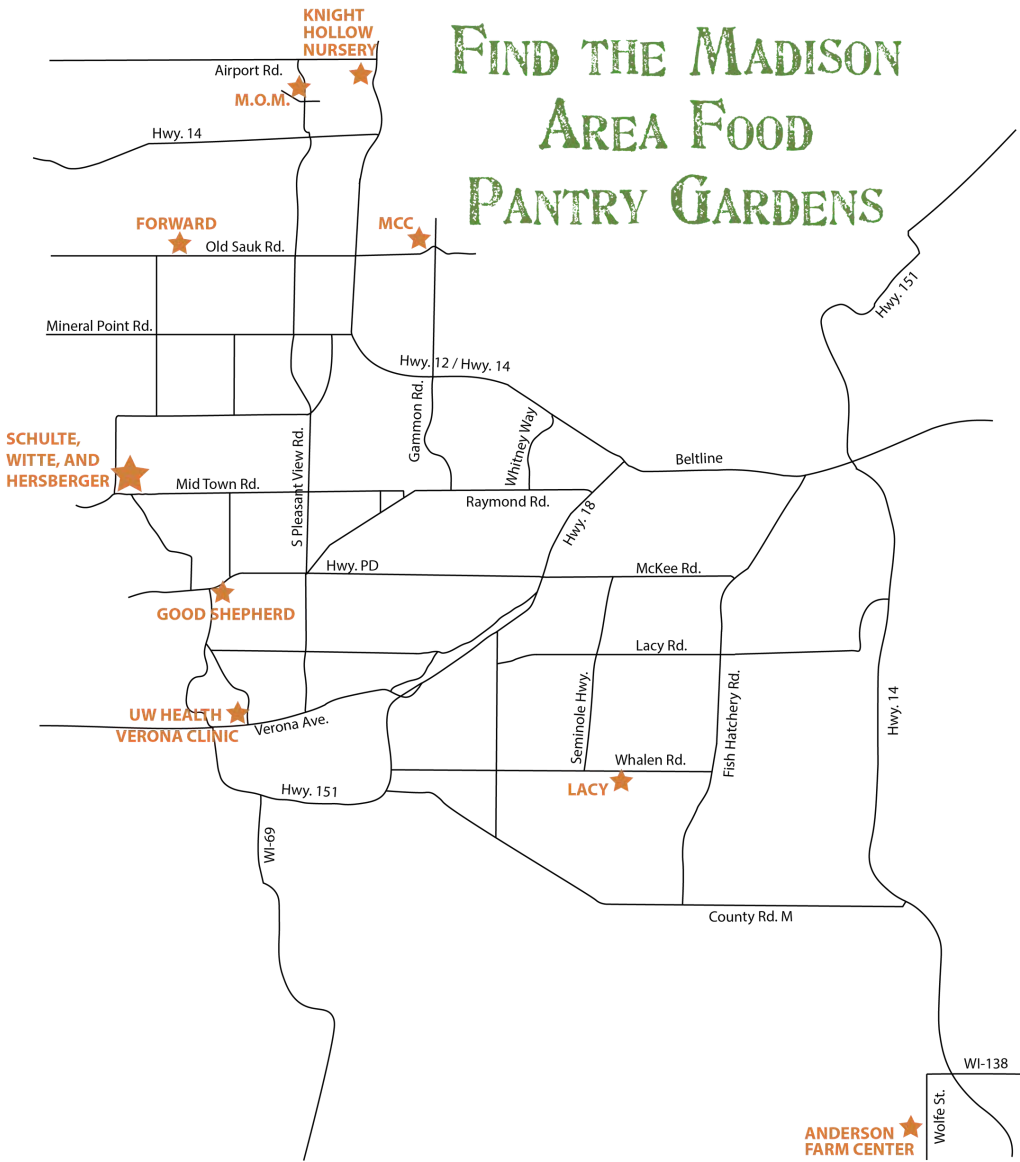 KNIGHT
HOLLOW
NURSERY
FIND THE MADISON
AREA FOOD
PANTRY GARDENS
Airport Rd.
M.O.M.
Hwy. 14
FORWARD
MCC
Old Sauk Rd.
Hwy. 151
Mineral Point Rd.
Hwy. 12 / Hwy. 14
Gammon Rd.
Whitney Way
SCHULTE,
WITTE, AND
HERSBERGER
S Pleasant View Rd.
Beltline
Mid Town Rd.
Raymond Rd.
Hwy. 18
Hwy. PD
McKee Rd.
GOOD SHEPHERD
Lacy Rd.
Seminole Hwy.
Fish Hatchery Rd.
Hwy. 14
UW HEALTH
VERONA CLINIC
Verona Ave.
Whalen Rd.
LACY
Hwy. 151
WI-69
County Rd. M
WI-138
Wolfe St.
ANDERSON
FARM CENTER